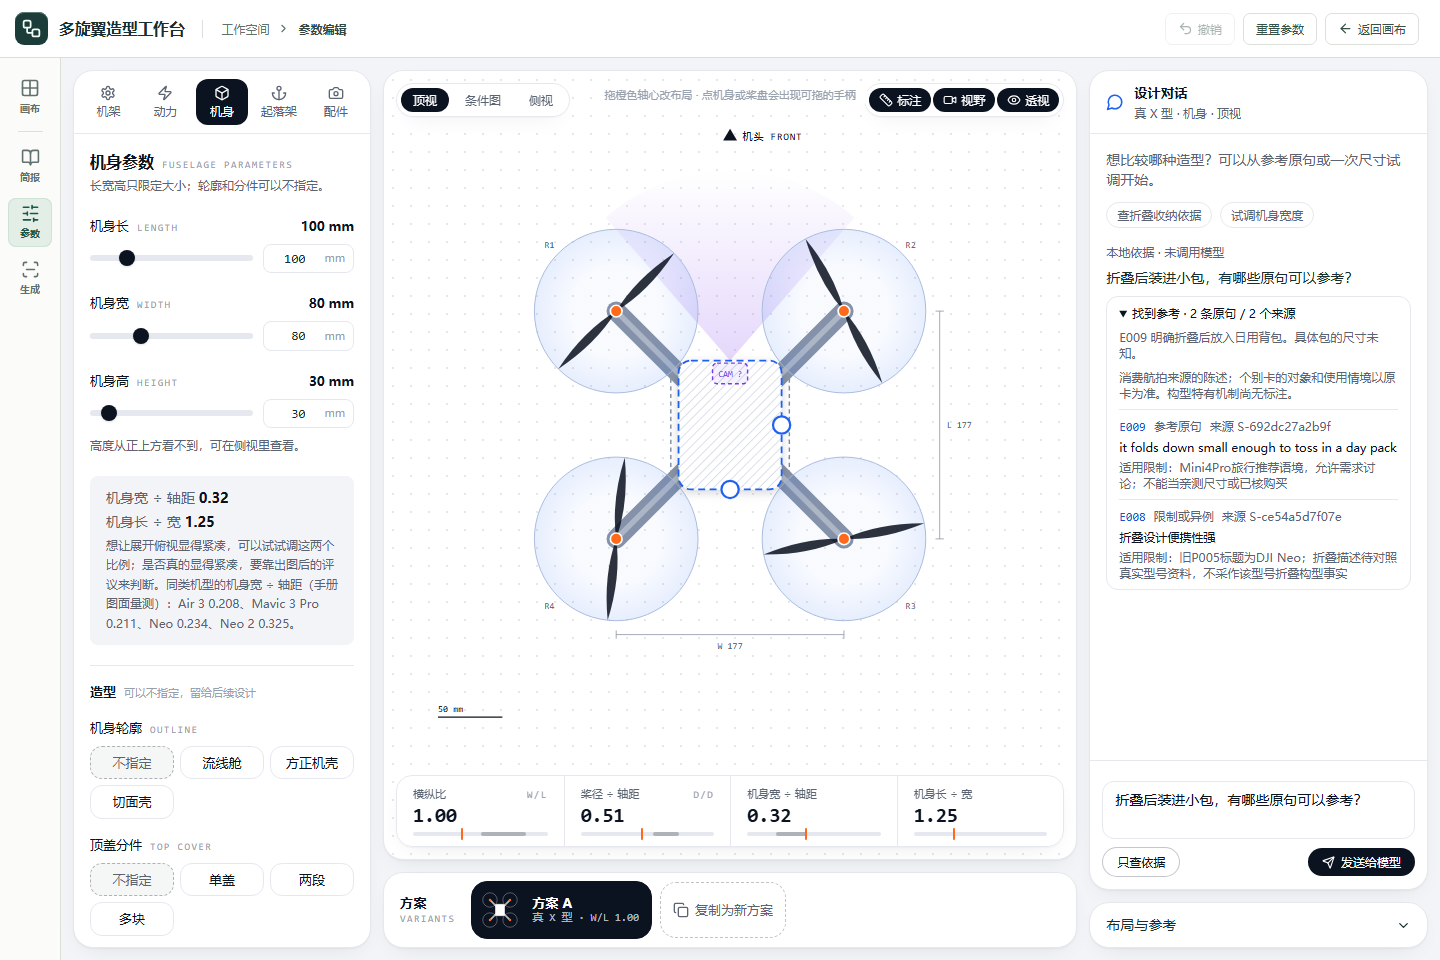 多旋翼造型工作台
工作空间 > 参数编辑
撤销
重置参数
返回画布
画布
简报
参数
生成
机架
动力
机身
起落架
配件
机身参数 FUSELAGE PARAMETERS
长宽高只限定大小；轮廓和分件可以不指定。
机身长 LENGTH 100 mm
100 mm
机身宽 WIDTH 80 mm
80 mm
机身高 HEIGHT 30 mm
30 mm
高度从正上方看不到，可在侧视里查看。
机身宽 ÷ 轴距 0.32
机身长 ÷ 宽 1.25
想让展开俯视显得紧凑，可以试试调这两个
比例；是否真的显得紧凑，要靠出图后的评
议来判断。同类机型的机身宽 ÷ 轴距（手册
图面量测）：Air 3 0.208、Mavic 3 Pro
0.211、Neo 0.234、Neo 2 0.325。
造型 可以不指定，留给后续设计
机身轮廓 OUTLINE
不指定
流线舱
方正机壳
切面壳
顶盖分件 TOP COVER
不指定
单盖
两段
多块
顶视
条件图
侧视
拖橙色轴心改布局 · 点机身或桨盘会出现可拖的手柄
标注
视野
透视
机头 FRONT
R1
R2
CAM ?
L 177
R4
R3
W 177
50 mm
横纵比 W/L
1.00
桨径 ÷ 轴距 D/D
0.51
机身宽 ÷ 轴距
0.32
机身长 ÷ 宽
1.25
方案
VARIANTS
方案 A
真 X 型 · W/L 1.00
复制为新方案
设计对话
真 X 型 · 机身 · 顶视
想比较哪种造型？可以从参考原句或一次尺寸试
调开始。
查折叠收纳依据
试调机身宽度
本地依据 · 未调用模型
折叠后装进小包，有哪些原句可以参考？
▼ 找到参考 · 2 条原句 / 2 个来源
E009 明确折叠后放入日用背包。具体包的尺寸未
知。
消费航拍来源的陈述；个别卡的对象和使用情境以原
卡为准。构型特有机制尚无标注。
E009 参考原句 来源 S-692dc27a2b9f
it folds down small enough to toss in a day pack
适用限制：Mini4Pro旅行推荐语境，允许需求讨
论；不能当亲测尺寸或已核购买
E008 限制或异例 来源 S-ce54a5d7f07e
折叠设计便携性强
适用限制：旧P005标题为DJI Neo；折叠描述待对照
真实型号资料，不采作该型号折叠构型事实
折叠后装进小包，有哪些原句可以参考？
只查依据
发送给模型
布局与参考